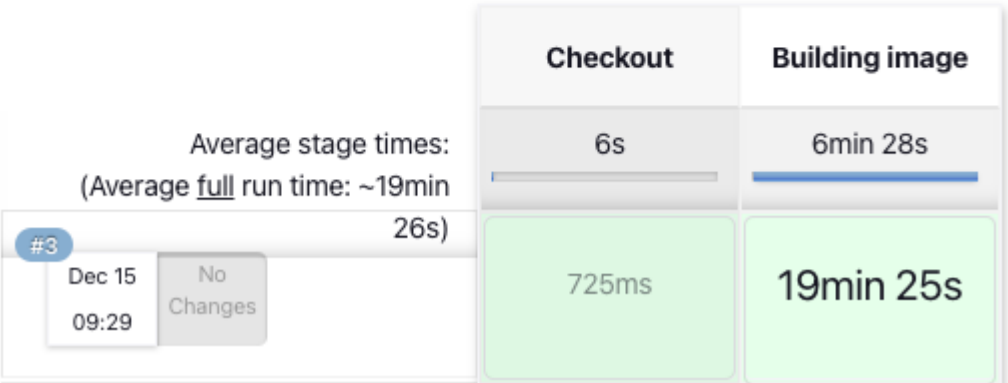 Checkout
Building image
Average stage times:
6s
6min 28s
(Average full run time: ~19min
26s)
#3
Dec 15
09:29
No
Changes
725ms
19min 25s